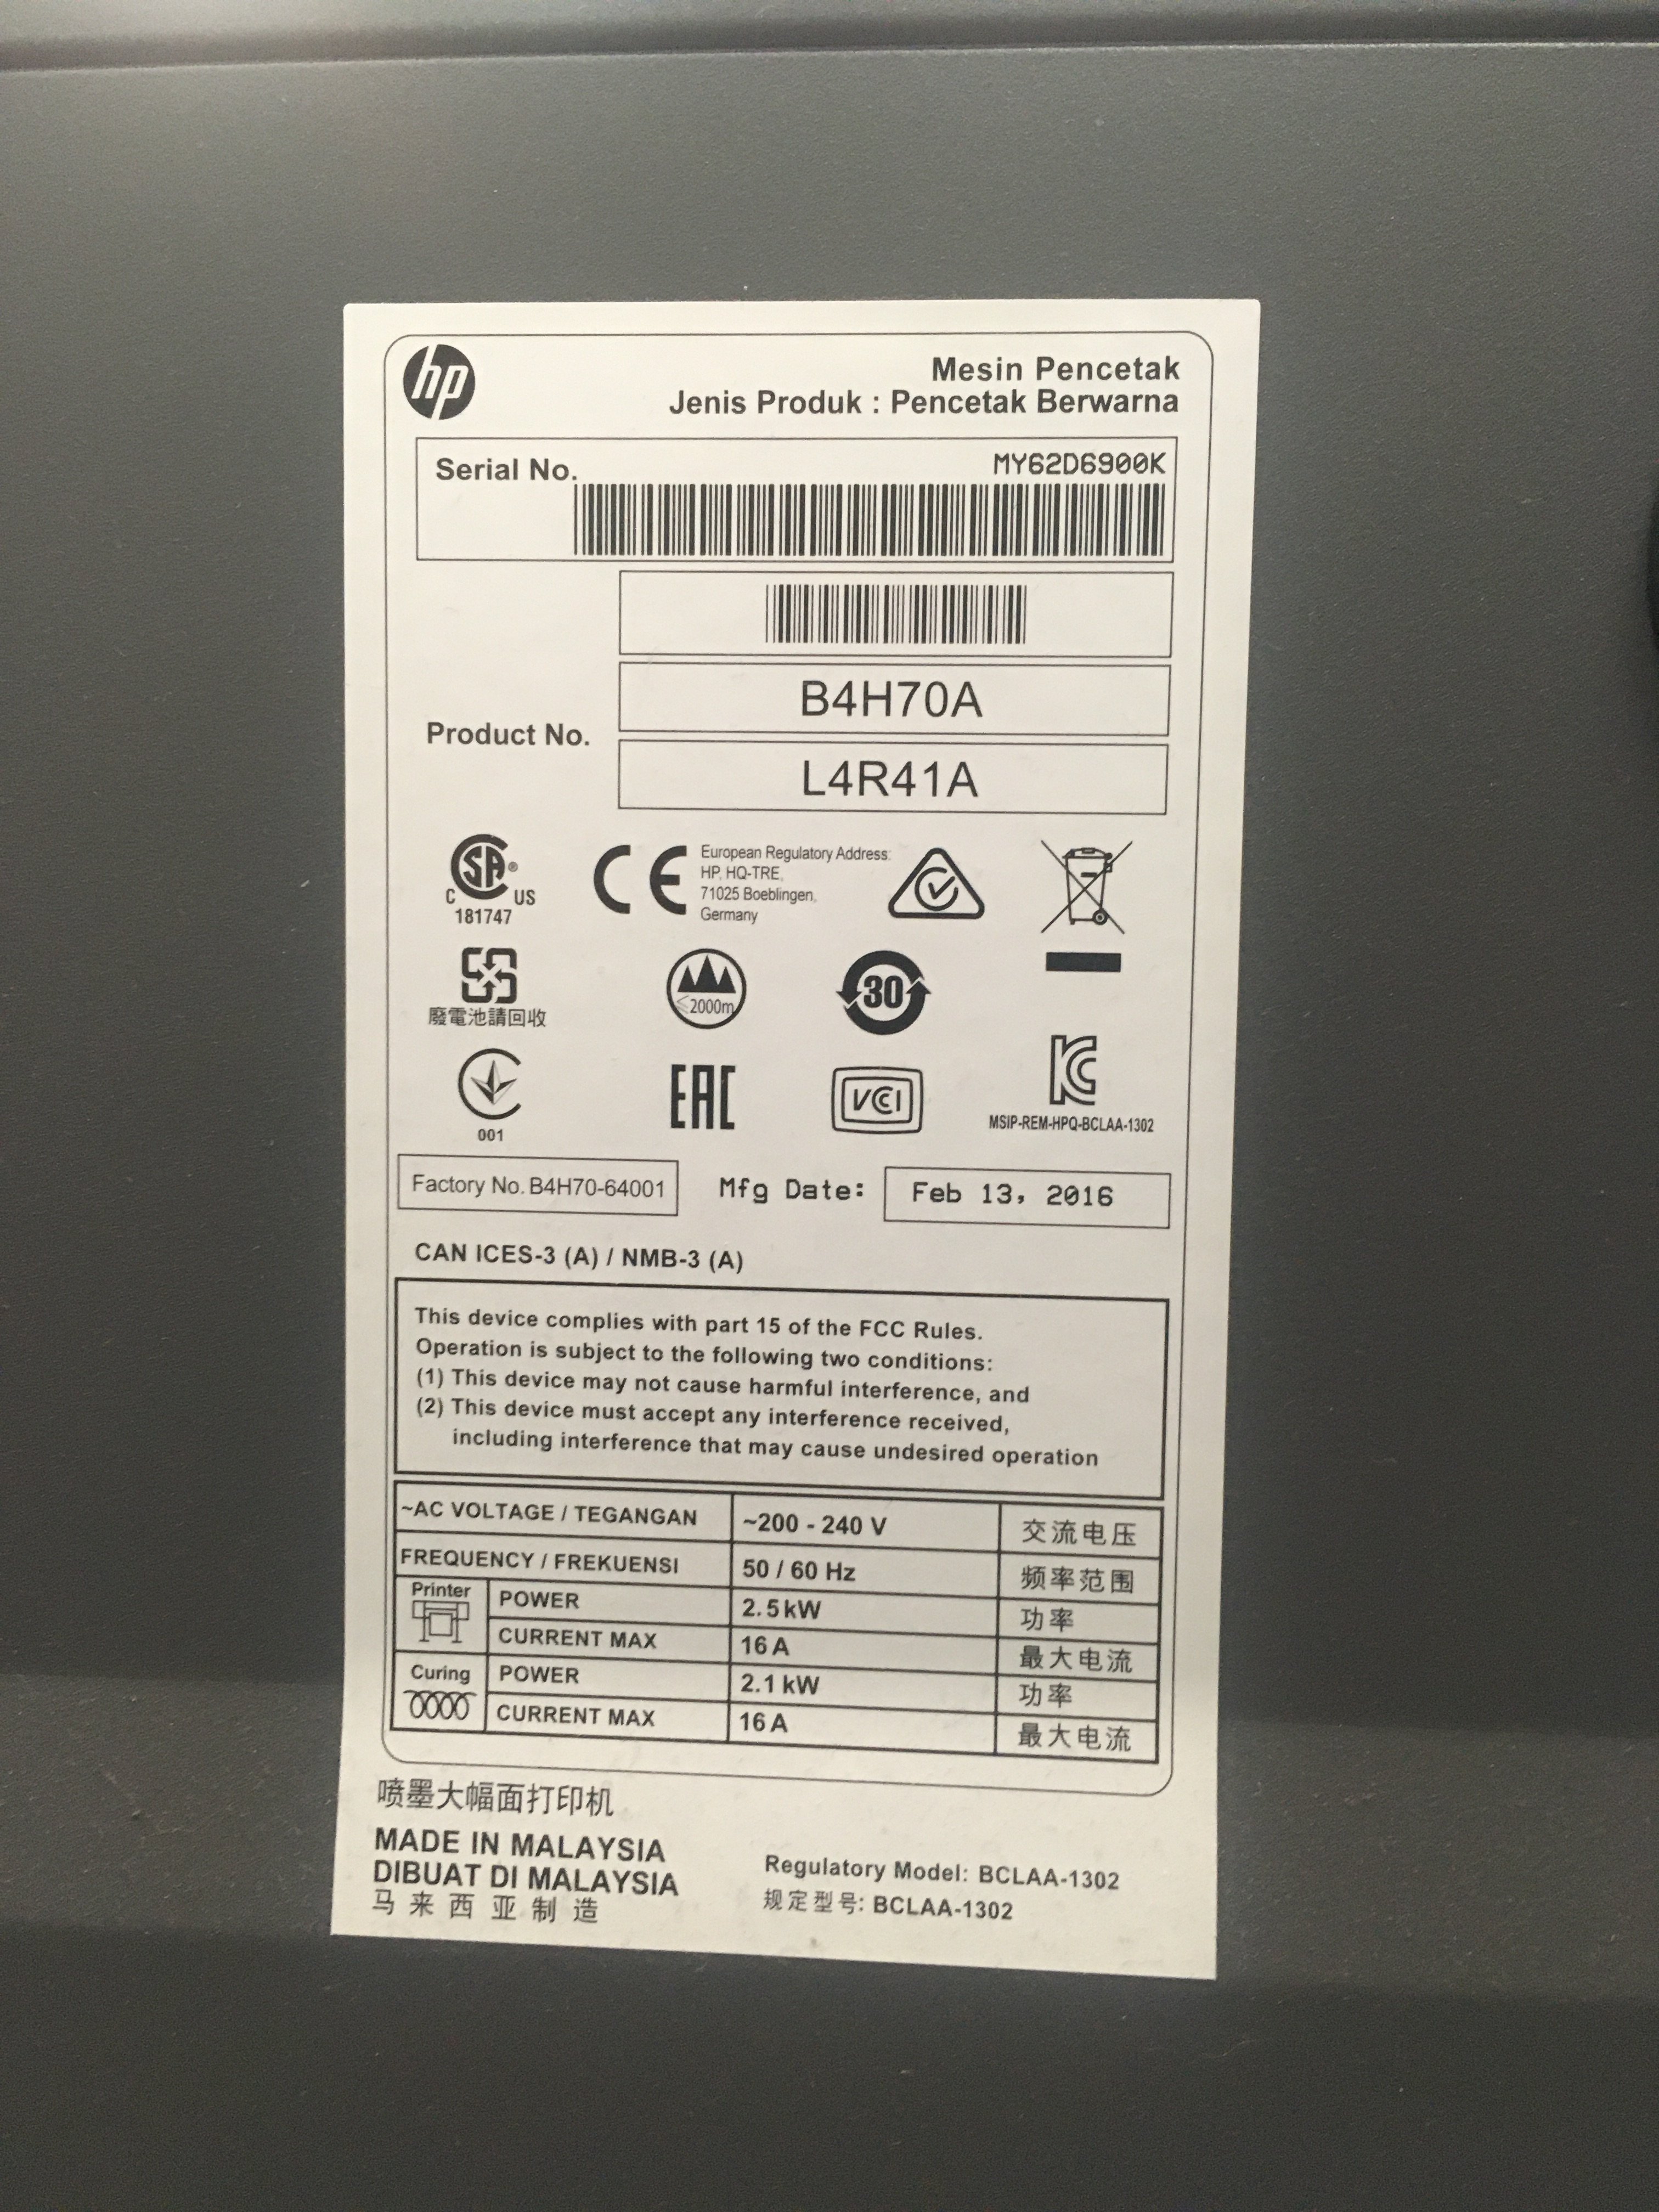 hp
Mesin Pencetak
Jenis Produk : Pencetak Berwarna
Serial No.
MY62D6900K
B4H70A
Product No.
L4R41A
SA®
C US
181747
CE
European Regulatory Address:
HP, HQ-TRE,
71025 Boeblingen,
Germany
廢電池請回收
≤2000m
30
001
EAC
VCI
KC
MSIP-REM-HPQ-BCLAA-1302
Factory No. B4H70-64001
Mfg Date: Feb 13, 2016
CAN ICES-3 (A) / NMB-3 (A)
This device complies with part 15 of the FCC Rules.
Operation is subject to the following two conditions:
(1) This device may not cause harmful interference, and
(2) This device must accept any interference received,
including interference that may cause undesired operation
~AC VOLTAGE / TEGANGAN ~200 - 240 V 交流电压
FREQUENCY / FREKUENSI 50 / 60 Hz 频率范围
Printer
POWER 2.5 kW 功率
CURRENT MAX 16 A 最大电流
Curing
POWER 2.1 kW 功率
CURRENT MAX 16 A 最大电流
喷墨大幅面打印机
MADE IN MALAYSIA
DIBUAT DI MALAYSIA
马来西亚制造
Regulatory Model: BCLAA-1302
规定型号: BCLAA-1302